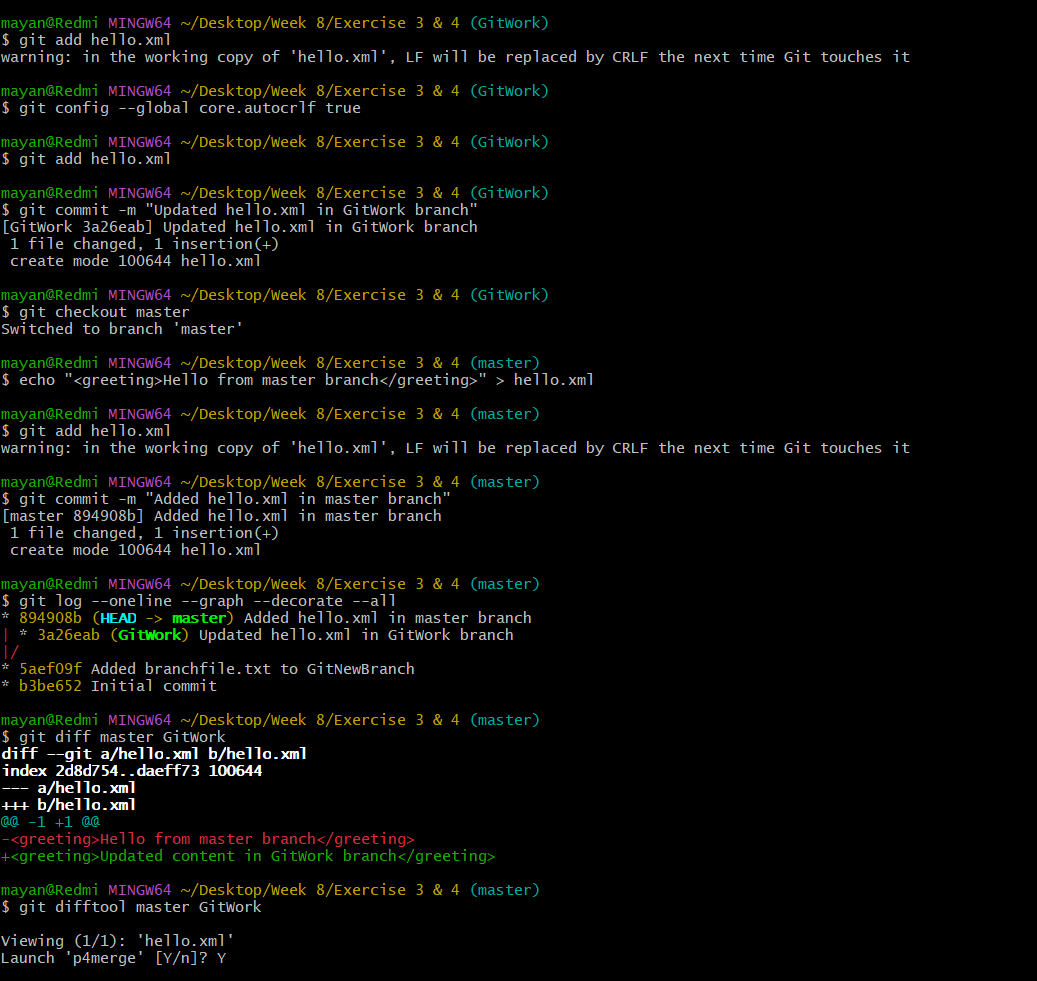 mayan@Redmi MINGW64 ~/Desktop/Week 8/Exercise 3 & 4 (GitWork)
$ git add hello.xml
warning: in the working copy of 'hello.xml', LF will be replaced by CRLF the next time Git touches it
mayan@Redmi MINGW64 ~/Desktop/Week 8/Exercise 3 & 4 (GitWork)
$ git config --global core.autocrlf true
mayan@Redmi MINGW64 ~/Desktop/Week 8/Exercise 3 & 4 (GitWork)
$ git add hello.xml
mayan@Redmi MINGW64 ~/Desktop/Week 8/Exercise 3 & 4 (GitWork)
$ git commit -m "Updated hello.xml in GitWork branch"
[GitWork 3a26eab] Updated hello.xml in GitWork branch
 1 file changed, 1 insertion(+)
 create mode 100644 hello.xml
mayan@Redmi MINGW64 ~/Desktop/Week 8/Exercise 3 & 4 (GitWork)
$ git checkout master
Switched to branch 'master'
mayan@Redmi MINGW64 ~/Desktop/Week 8/Exercise 3 & 4 (master)
$ echo "<greeting>Hello from master branch</greeting>" > hello.xml
mayan@Redmi MINGW64 ~/Desktop/Week 8/Exercise 3 & 4 (master)
$ git add hello.xml
warning: in the working copy of 'hello.xml', LF will be replaced by CRLF the next time Git touches it
mayan@Redmi MINGW64 ~/Desktop/Week 8/Exercise 3 & 4 (master)
$ git commit -m "Added hello.xml in master branch"
[master 894908b] Added hello.xml in master branch
 1 file changed, 1 insertion(+)
 create mode 100644 hello.xml
mayan@Redmi MINGW64 ~/Desktop/Week 8/Exercise 3 & 4 (master)
$ git log --oneline --graph --decorate --all
* 894908b (HEAD -> master) Added hello.xml in master branch
| * 3a26eab (GitWork) Updated hello.xml in GitWork branch
|/
* 5aef09f Added branchfile.txt to GitNewBranch
* b3be652 Initial commit
mayan@Redmi MINGW64 ~/Desktop/Week 8/Exercise 3 & 4 (master)
$ git diff master GitWork
diff --git a/hello.xml b/hello.xml
index 2d8d754..daeff73 100644
--- a/hello.xml
+++ b/hello.xml
@@ -1 +1 @@
-<greeting>Hello from master branch</greeting>
+<greeting>Updated content in GitWork branch</greeting>
mayan@Redmi MINGW64 ~/Desktop/Week 8/Exercise 3 & 4 (master)
$ git difftool master GitWork
Viewing (1/1): 'hello.xml'
Launch 'p4merge' [Y/n]? Y